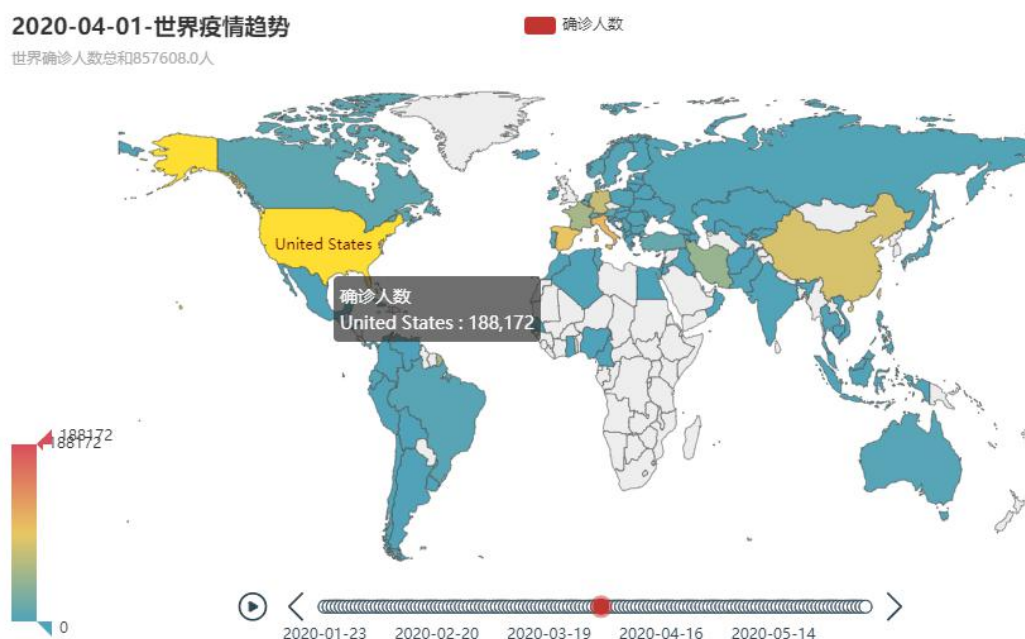 2020-04-01-世界疫情趋势
确诊人数
世界确诊人数总和857608.0人
United States
确诊人数
United States : 188,172
188172
188172
0
2020-01-23
2020-02-20
2020-03-19
2020-04-16
2020-05-14